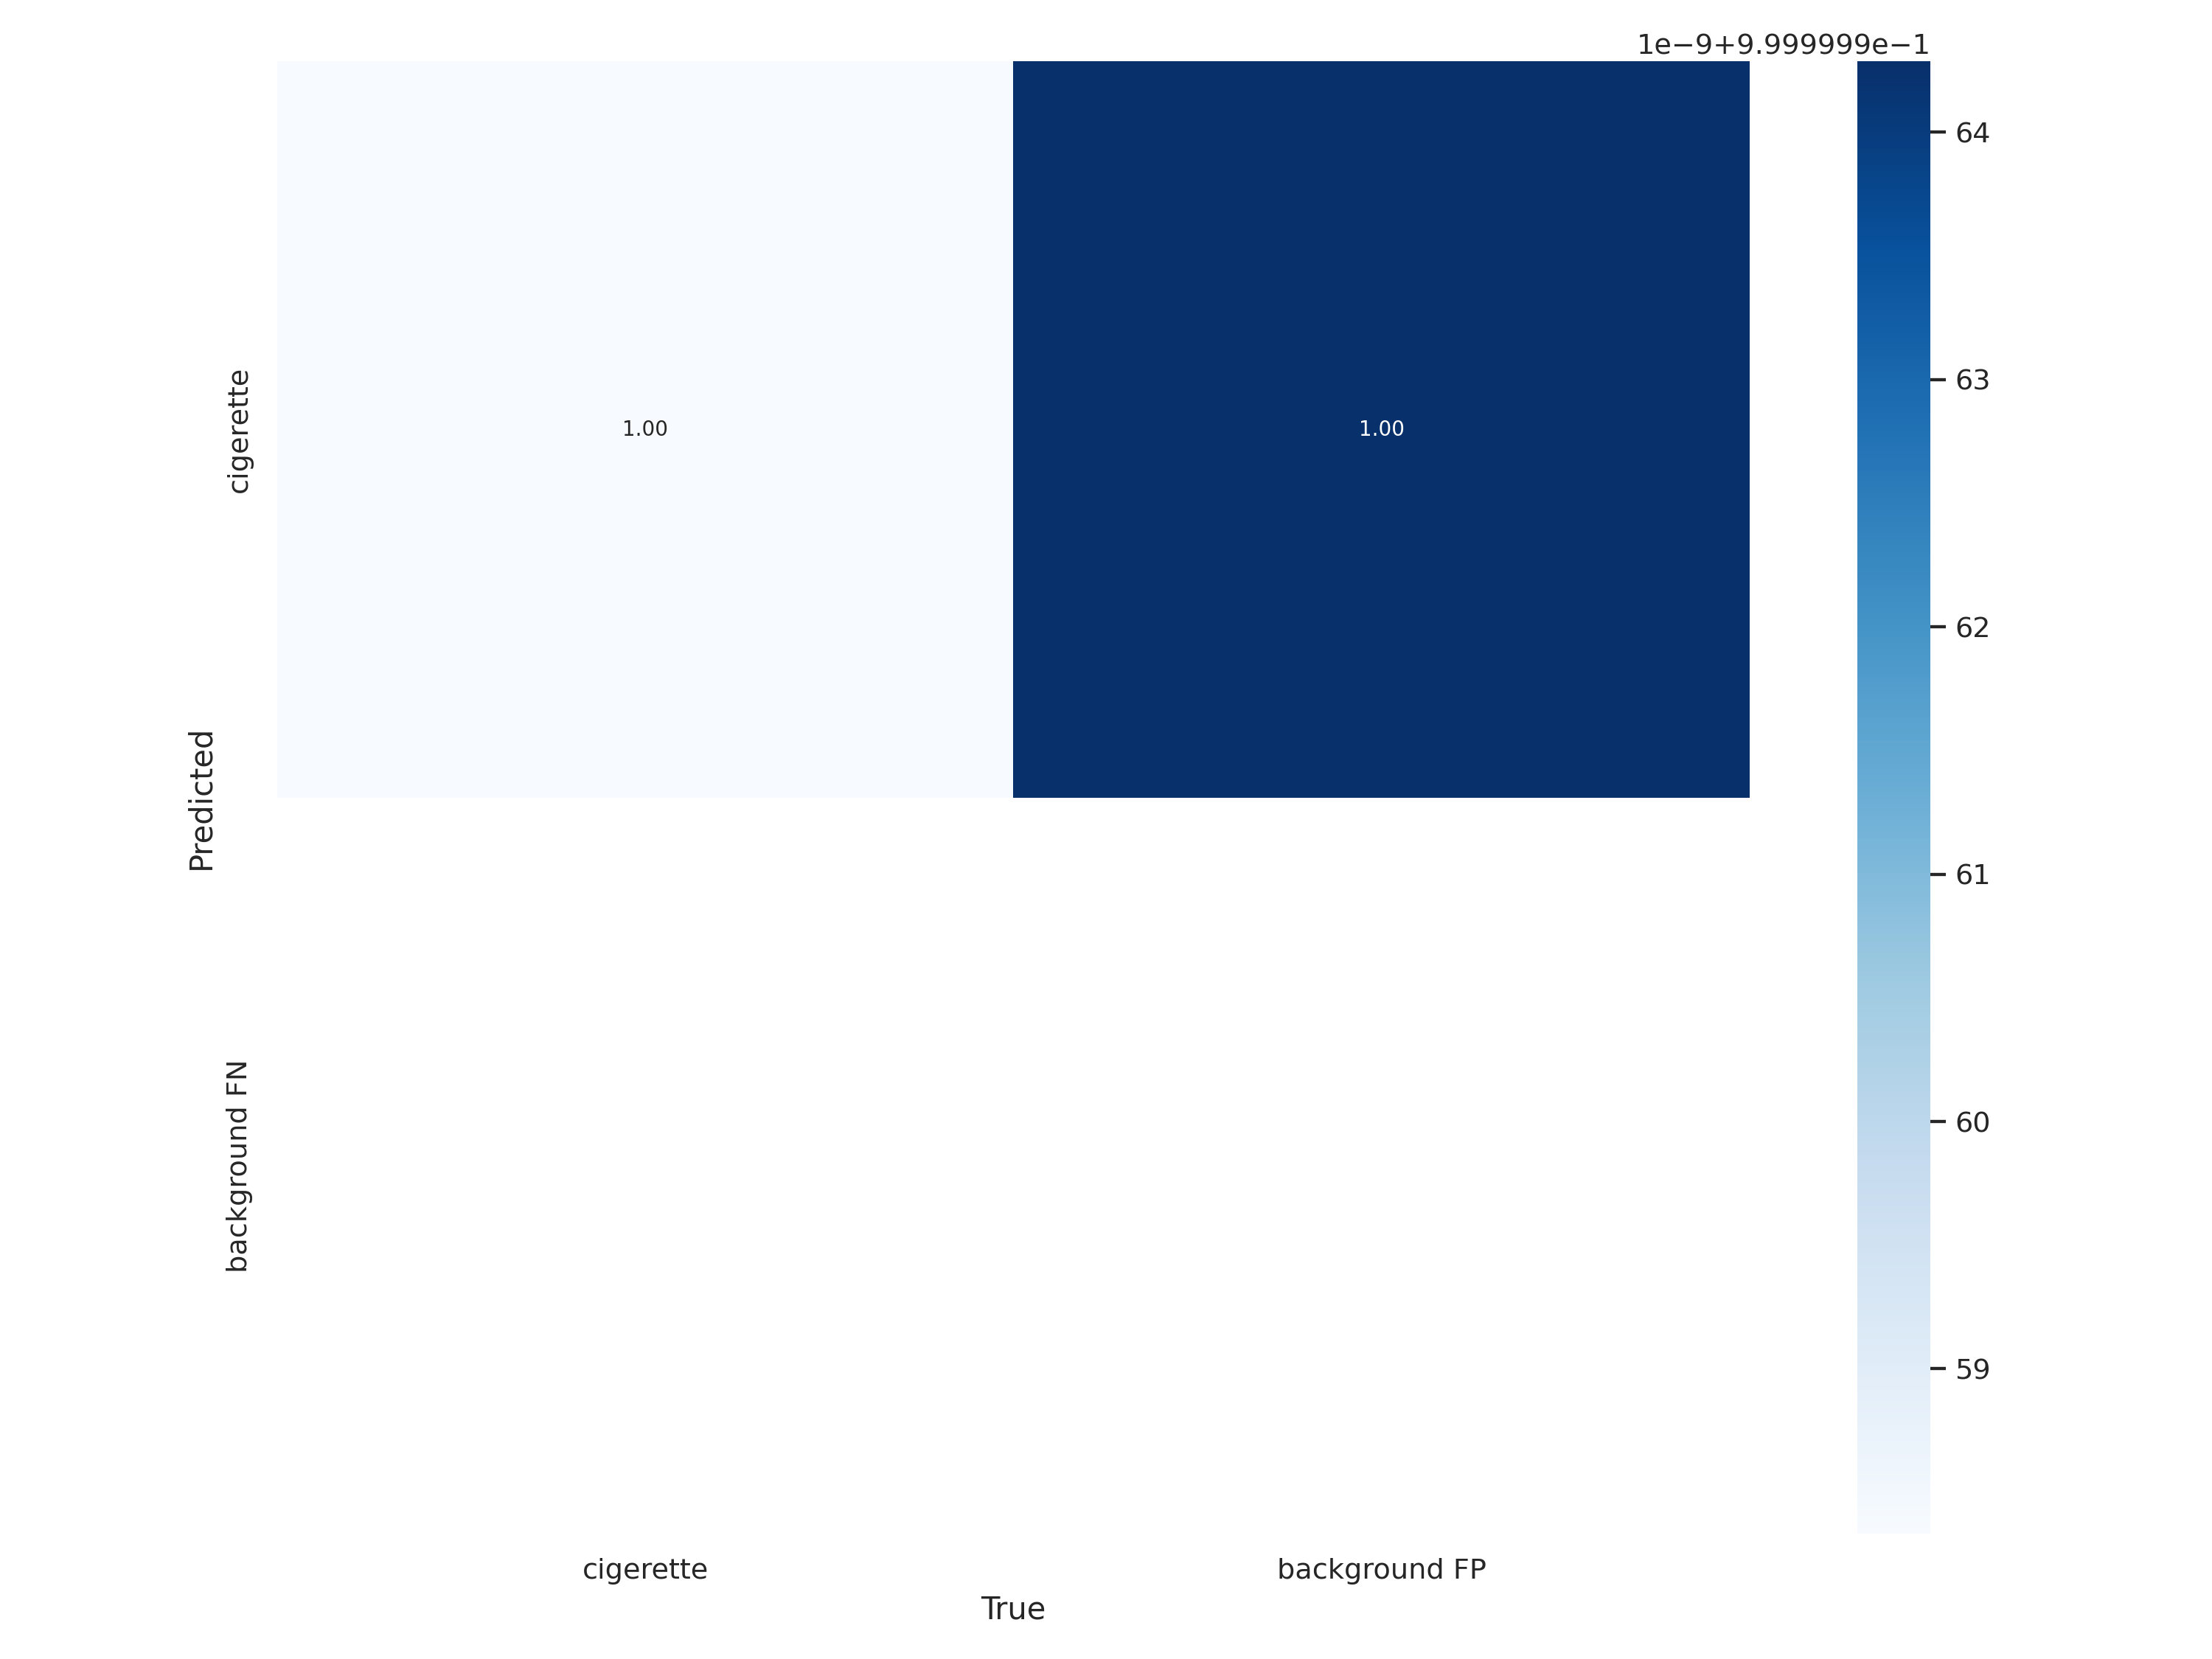 1e−9+9.999999e−1
64
63
62
61
60
59
cigerette
background FN
Predicted
1.00
1.00
cigerette
background FP
True